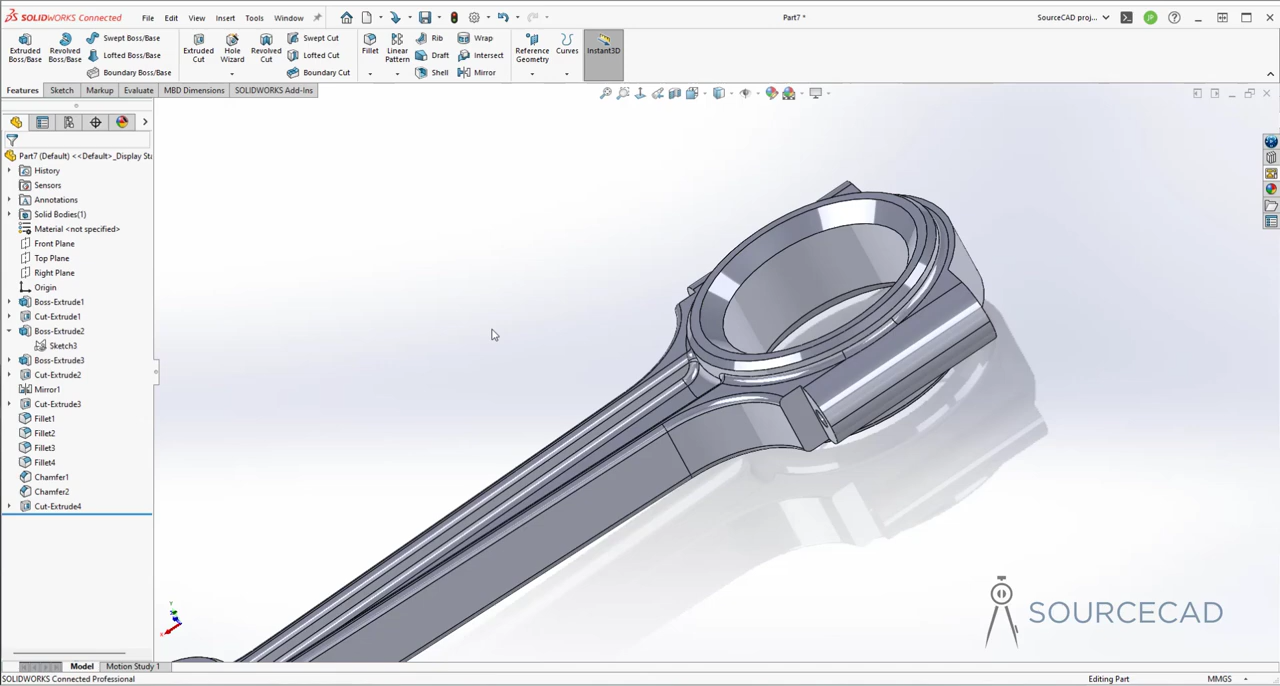 SOLIDWORKS Connected
File Edit View Insert Tools Window
Part7 *
SourceCAD proj...
JP
Extruded Boss/Base
Revolved Boss/Base
Swept Boss/Base
Lofted Boss/Base
Boundary Boss/Base
Extruded Cut
Hole Wizard
Revolved Cut
Swept Cut
Lofted Cut
Boundary Cut
Fillet
Linear Pattern
Rib
Draft
Shell
Wrap
Intersect
Mirror
Reference Geometry
Curves
Instant3D
Features Sketch Markup Evaluate MBD Dimensions SOLIDWORKS Add-Ins
Part7 (Default) <<Default>_Display Sta
History
Sensors
Annotations
Solid Bodies(1)
Material <not specified>
Front Plane
Top Plane
Right Plane
Origin
Boss-Extrude1
Cut-Extrude1
Boss-Extrude2
Sketch3
Boss-Extrude3
Cut-Extrude2
Mirror1
Cut-Extrude3
Fillet1
Fillet2
Fillet3
Fillet4
Chamfer1
Chamfer2
Cut-Extrude4
Y
X
SOURCECAD
Model Motion Study 1
SOLIDWORKS Connected Professional
Editing Part
MMGS